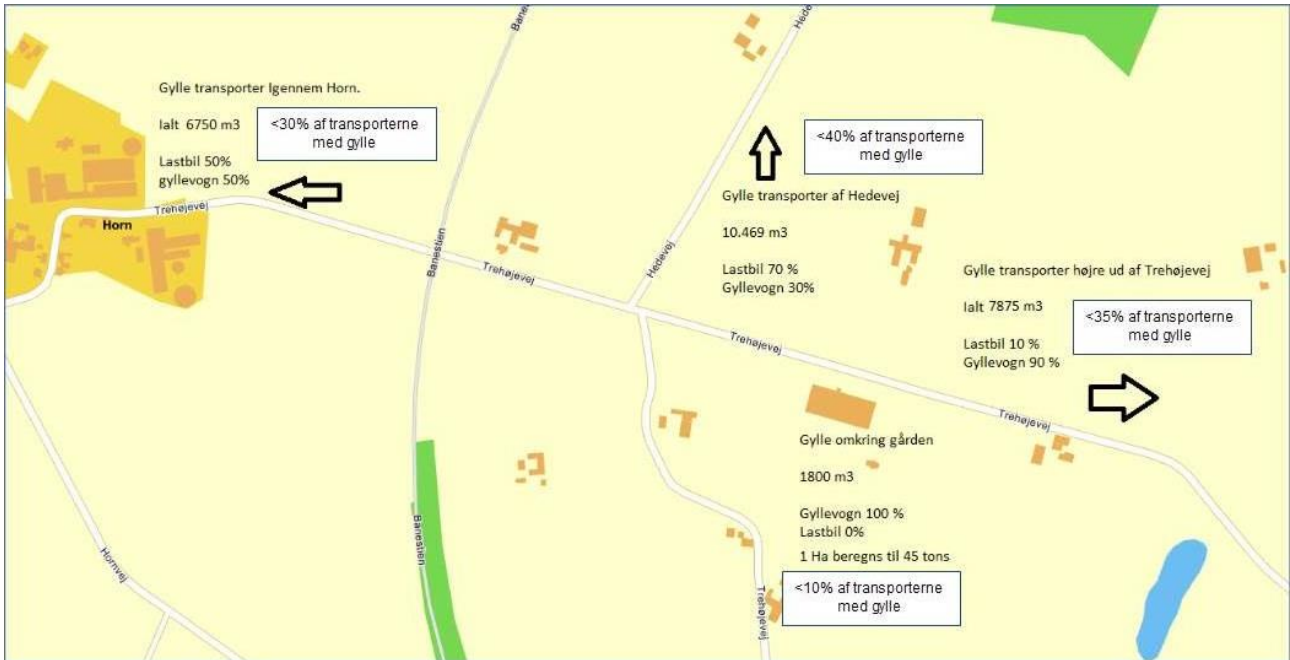 Banes
Hede
Gylle transporter Igennem Horn.
Ialt 6750 m3
<30% af transporterne
med gylle
Lastbil 50%
gyllevogn 50%
Trehøjevej
Horn
Banestien
Trehøjevej
Hedevej
<40% af transporterne
med gylle
Gylle transporter af Hedevej
10.469 m3
Lastbil 70 %
Gyllevogn 30%
Gylle transporter højre ud af Trehøjevej
Ialt 7875 m3
<35% af transporterne
med gylle
Lastbil 10 %
Gyllevogn 90 %
Trehøjevej
Trehøjevej
Gylle omkring gården
1800 m3
Gyllevogn 100 %
Lastbil 0%
1 Ha beregns til 45 tons
<10% af transporterne
med gylle
Banestien
Hornvej
Trehøjevej